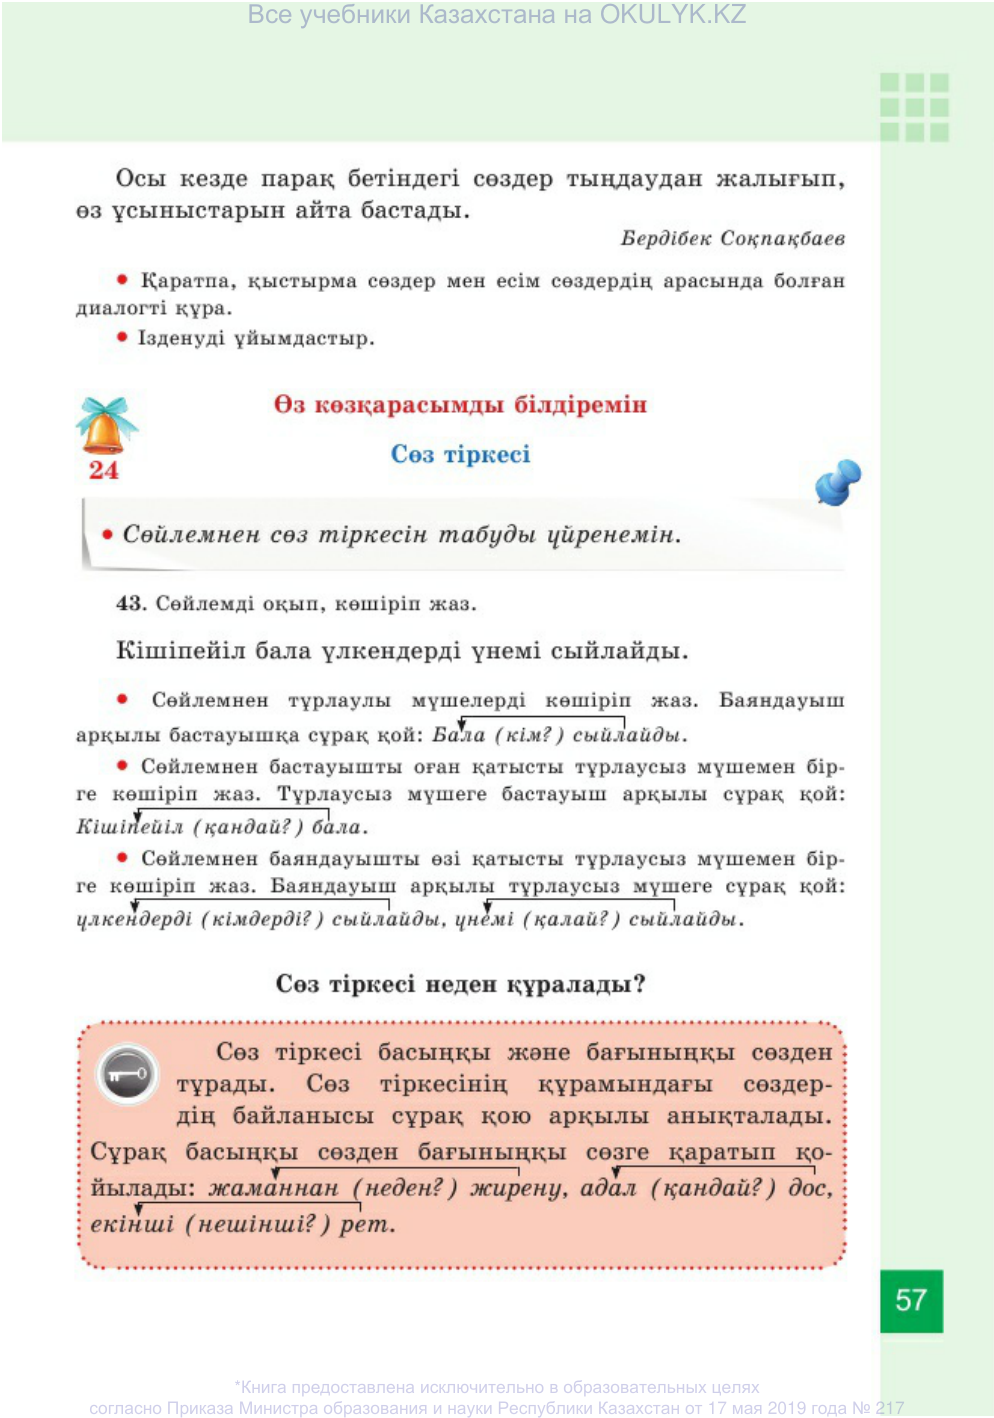 Все учебники Казахстана на OKULYK.KZ
Осы кезде парақ бетіндегі сөздер тыңдаудан жалығып,
өз ұсыныстарын айта бастады.
Бердібек Соқпақбаев
• Қаратпа, қыстырма сөздер мен есім сөздердің арасында болған
диалогті құра.
• Ізденуді ұйымдастыр.
Өз көзқарасымды білдіремін
Сөз тіркесі
24
• Сөйлемнен сөз тіркесін табуды үйренемін.
43. Сөйлемді оқып, көшіріп жаз.
Кішіпейіл бала үлкендерді үнемі сыйлайды.
• Сөйлемнен тұрлаулы мүшелерді көшіріп жаз. Баяндауыш
арқылы бастауышқа сұрақ қой: Бала (кім?) сыйлайды.
• Сөйлемнен бастауышты оған қатысты тұрлаусыз мүшемен бір-
ге көшіріп жаз. Тұрлаусыз мүшеге бастауыш арқылы сұрақ қой:
Кішіпейіл (қандай?) бала.
• Сөйлемнен баяндауышты өзі қатысты тұрлаусыз мүшемен бір-
ге көшіріп жаз. Баяндауыш арқылы тұрлаусыз мүшеге сұрақ қой:
үлкендерді (кімдерді?) сыйлайды, үнемі (қалай?) сыйлайды.
Сөз тіркесі неден құралады?
Сөз тіркесі басыңқы және бағыныңқы сөзден
тұрады. Сөз тіркесінің құрамындағы сөздер-
дің байланысы сұрақ қою арқылы анықталады.
Сұрақ басыңқы сөзден бағыныңқы сөзге қаратып қо-
йылады: жаманнан (неден?) жирену, адал (қандай?) дос,
екінші (нешінші?) рет.
57
*Книга предоставлена исключительно в образовательных целях
согласно Приказа Министра образования и науки Республики Казахстан от 17 мая 2019 года № 217